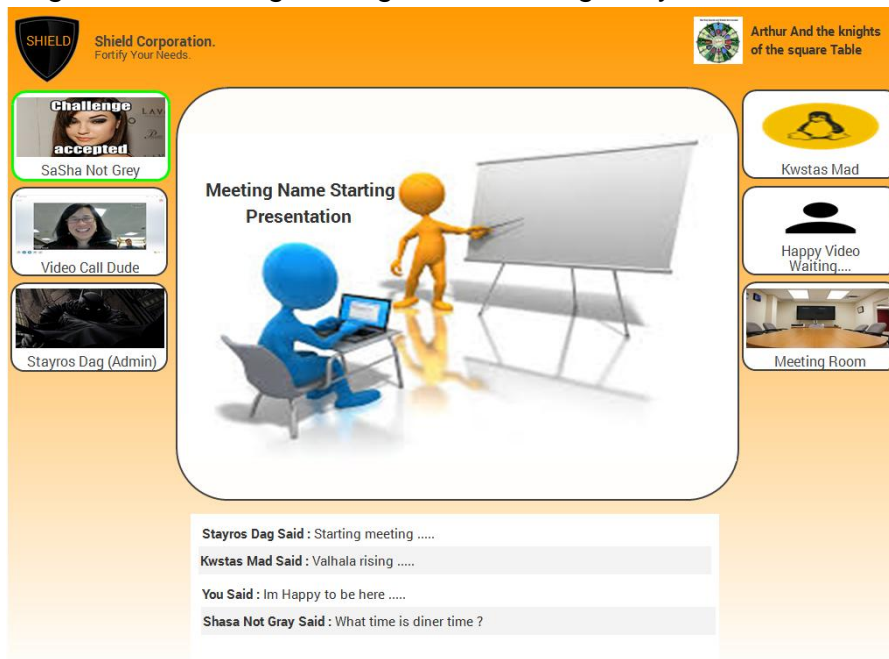 SHIELD
Shield Corporation.
Fortify Your Needs.
Arthur And the knights
of the square Table
Challenge
accepted
SaSha Not Grey
Video Call Dude
Stayros Dag (Admin)
Meeting Name Starting
Presentation
Kwstas Mad
Happy Video
Waiting....
Meeting Room
Stayros Dag Said : Starting meeting .....
Kwstas Mad Said : Valhala rising .....
You Said : Im Happy to be here .....
Shasa Not Gray Said : What time is diner time ?